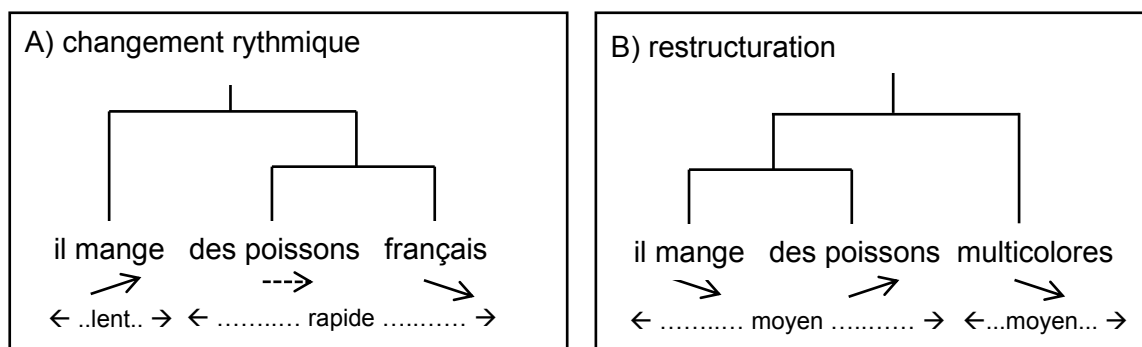 A) changement rythmique
il mange des poissons français
← ..lent.. → ← ……..… rapide …..…… →
B) restructuration
il mange des poissons multicolores
← ……..… moyen …..…… → ←...moyen... →